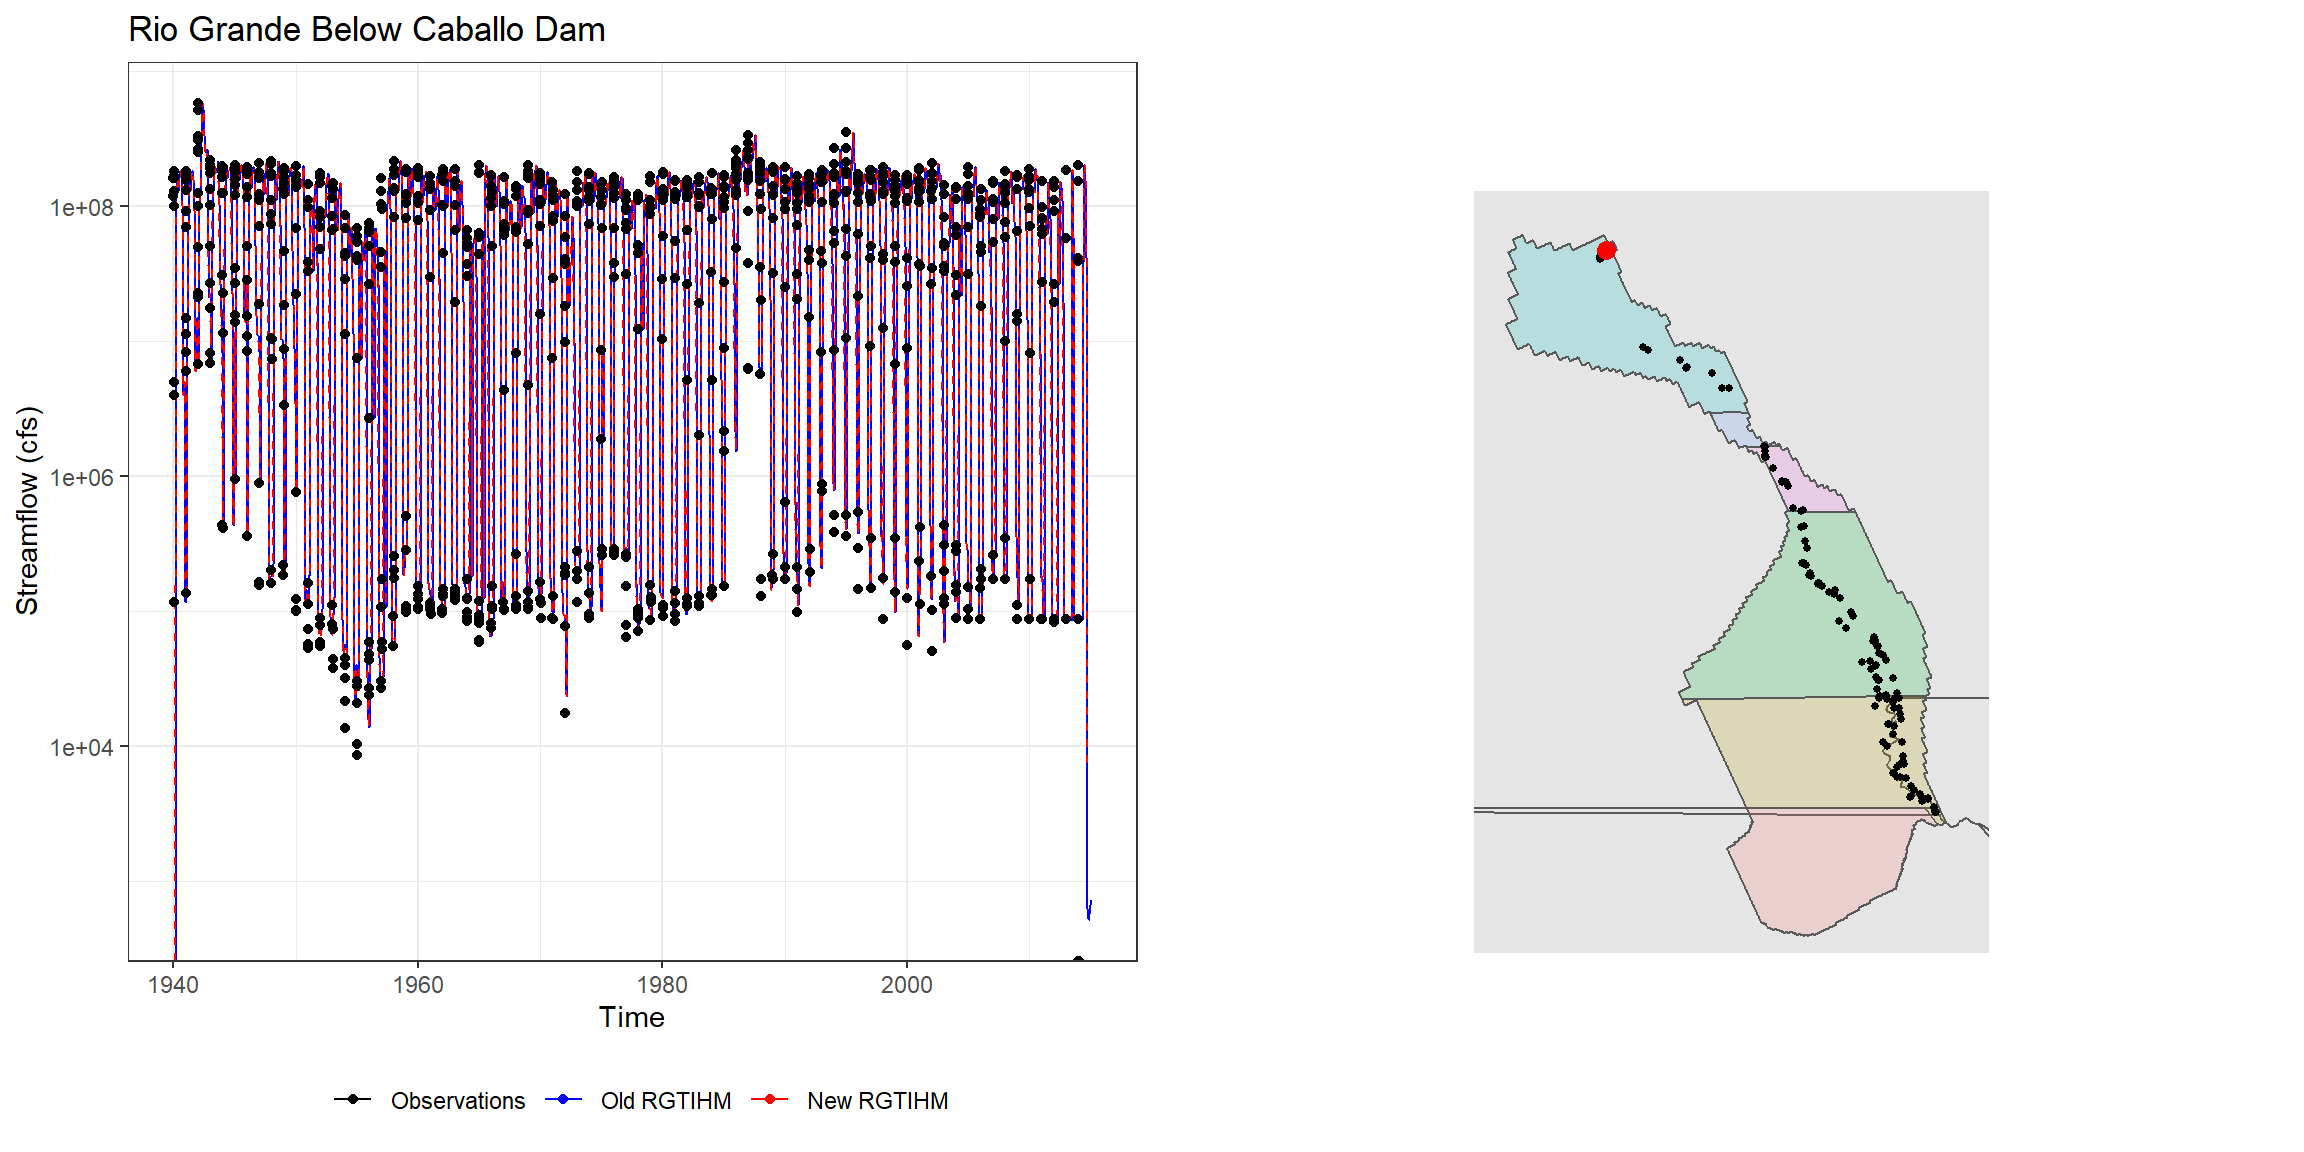 Rio Grande Below Caballo Dam
Streamflow (cfs)
1e+08
1e+06
1e+04
1940 1960 1980 2000
Time
Observations Old RGTIHM New RGTIHM